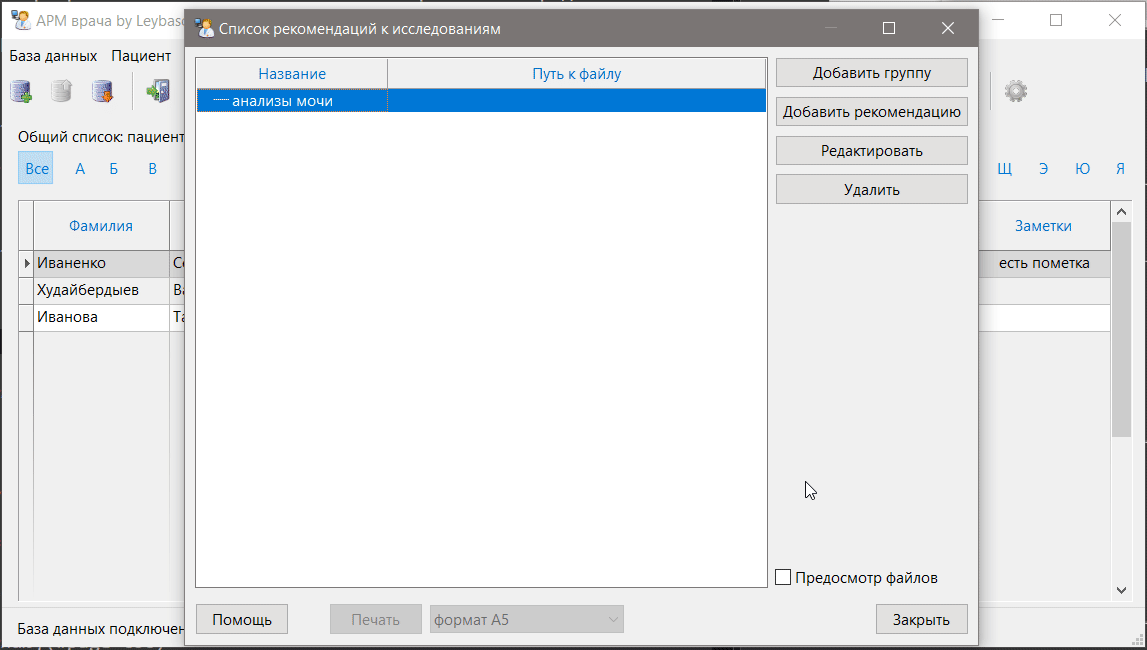 АРМ врача by Leybaso
Список рекомендаций к исследованиям
База данных Пациент
Название Путь к файлу
анализы мочи
Добавить группу
Добавить рекомендацию
Редактировать
Удалить
Общий список: пациент
Все А Б В Щ Э Ю Я
Фамилия Заметки
Иваненко Се есть пометка
Худайбердыев Ва
Иванова Та
Предосмотр файлов
Помощь Печать формат А5 Закрыть
База данных подключен